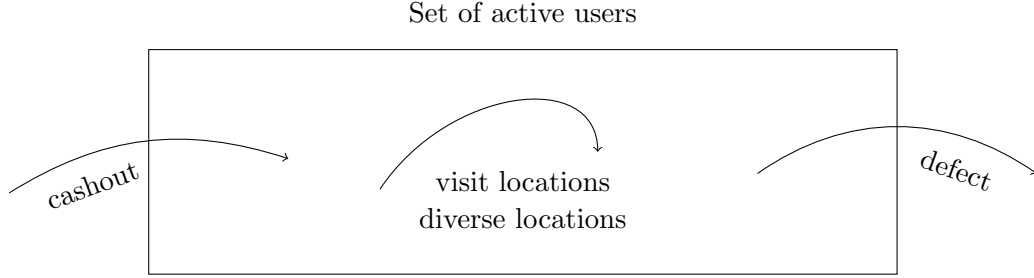 Set of active users
cashout
visit locations
diverse locations
defect